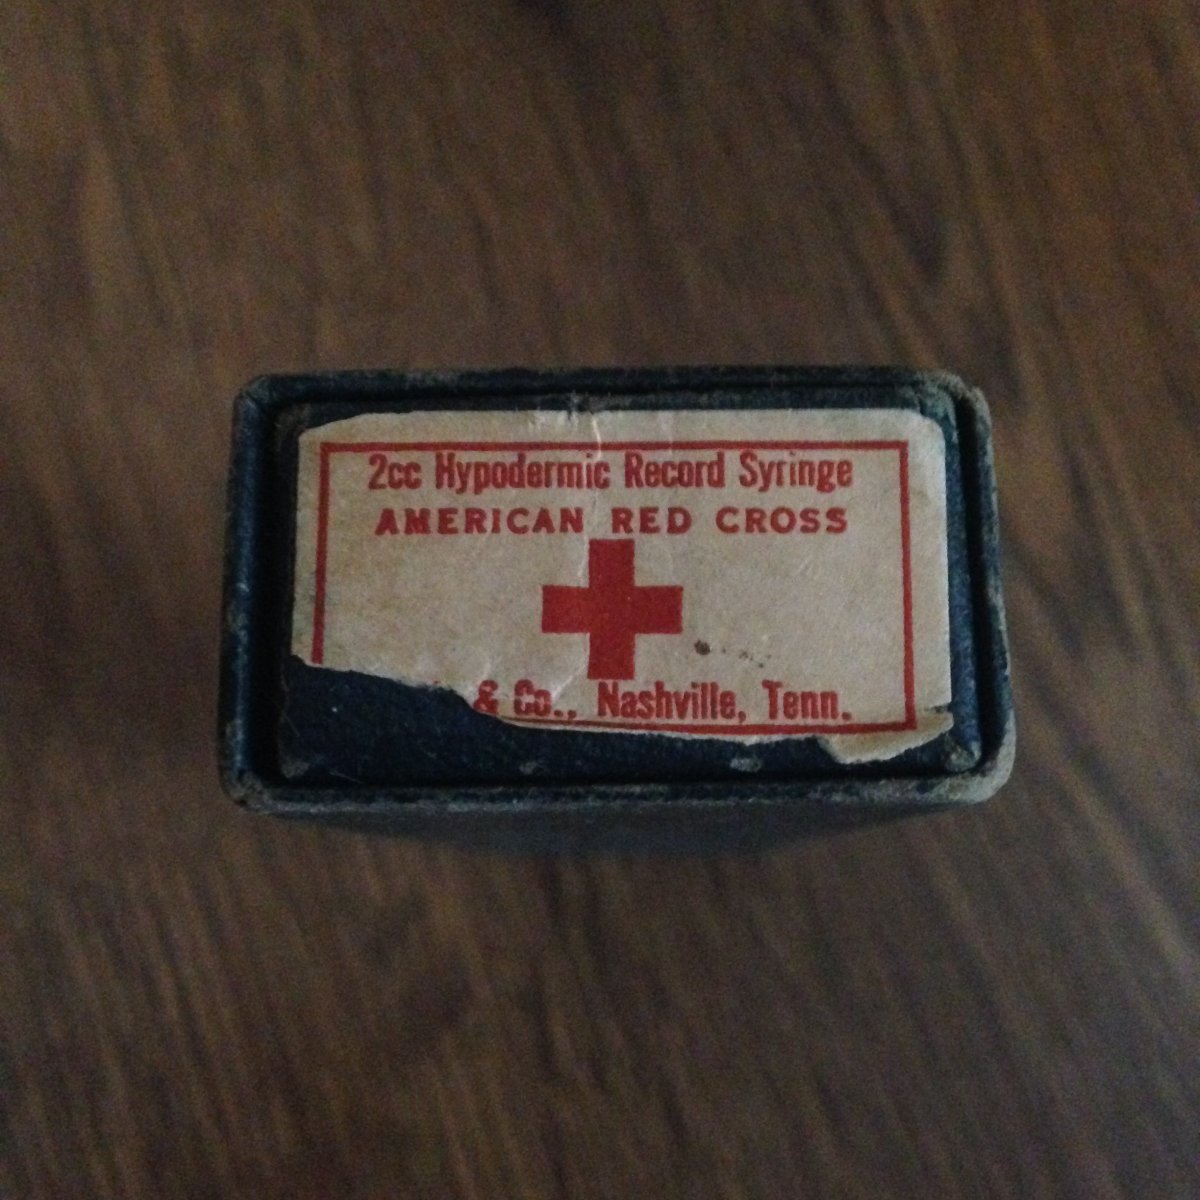 2cc Hypodermic Record Syringe
AMERICAN RED CROSS
& Co., Nashville, Tenn.